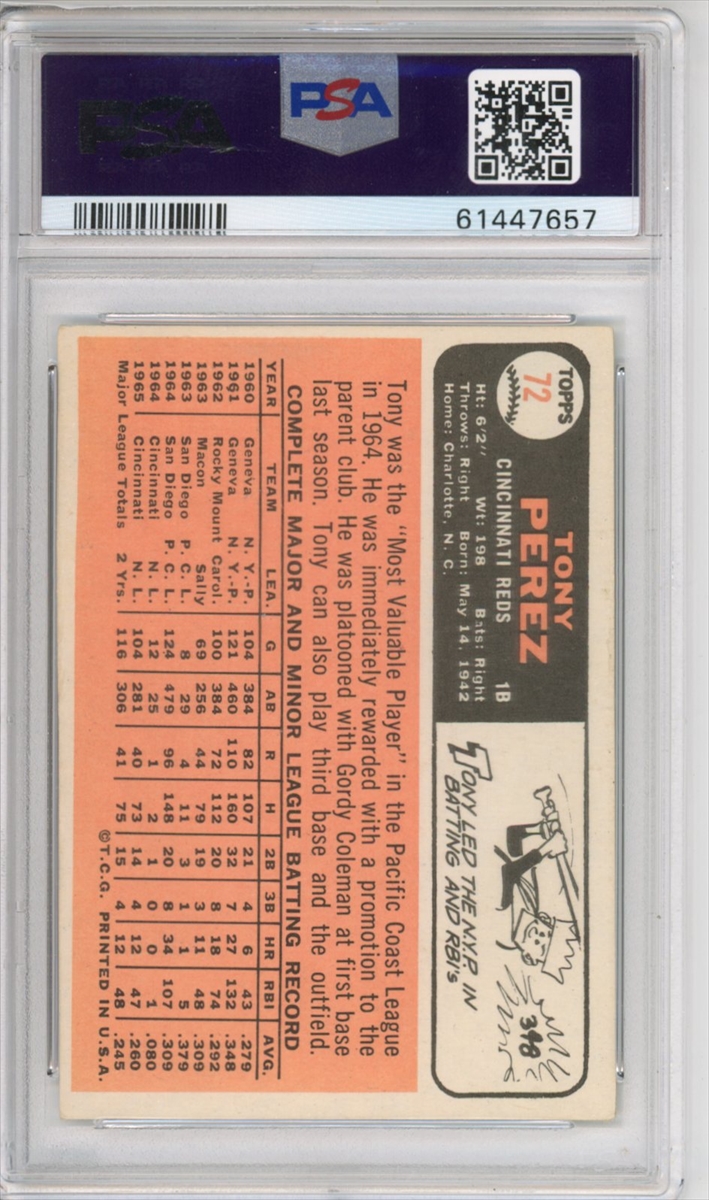 PSA
PSA
61447657
TOPPS
72
TONY
PEREZ
CINCINNATI REDS 1B
Ht: 6'2" Wt: 198 Bats: Right
Throws: Right Born: May 14, 1942
Home: Charlotte, N. C.
TONY LED THE N.Y.P. IN
BATTING AND RBI's
348
Tony was the "Most Valuable Player" in the Pacific Coast League
in 1964. He was immediately rewarded with a promotion to the
parent club. He was platooned with Gordy Coleman at first base
last season. Tony can also play third base and the outfield.
COMPLETE MAJOR AND MINOR LEAGUE BATTING RECORD
YEAR TEAM LEA. G AB R H 2B 3B HR RBI AVG.
1960 Geneva N. Y.-P. 104 384 82 107 21 4 6 43 .279
1961 Geneva N. Y.-P. 121 460 110 160 32 7 27 132 .348
1962 Rocky Mount Carol. 100 384 72 112 20 8 18 74 .292
1963 Macon Sally 69 256 44 79 19 3 11 48 .309
1963 San Diego P. C. L. 8 29 4 11 3 1 1 5 .379
1964 San Diego P. C. L. 124 479 96 148 20 8 34 107 .309
1964 Cincinnati N. L. 12 25 1 2 1 0 0 1 .080
1965 Cincinnati N. L. 104 281 40 73 14 4 12 47 .260
Major League Totals 2 Yrs. 116 306 41 75 15 4 12 48 .245
©T.C.G. PRINTED IN U.S.A.